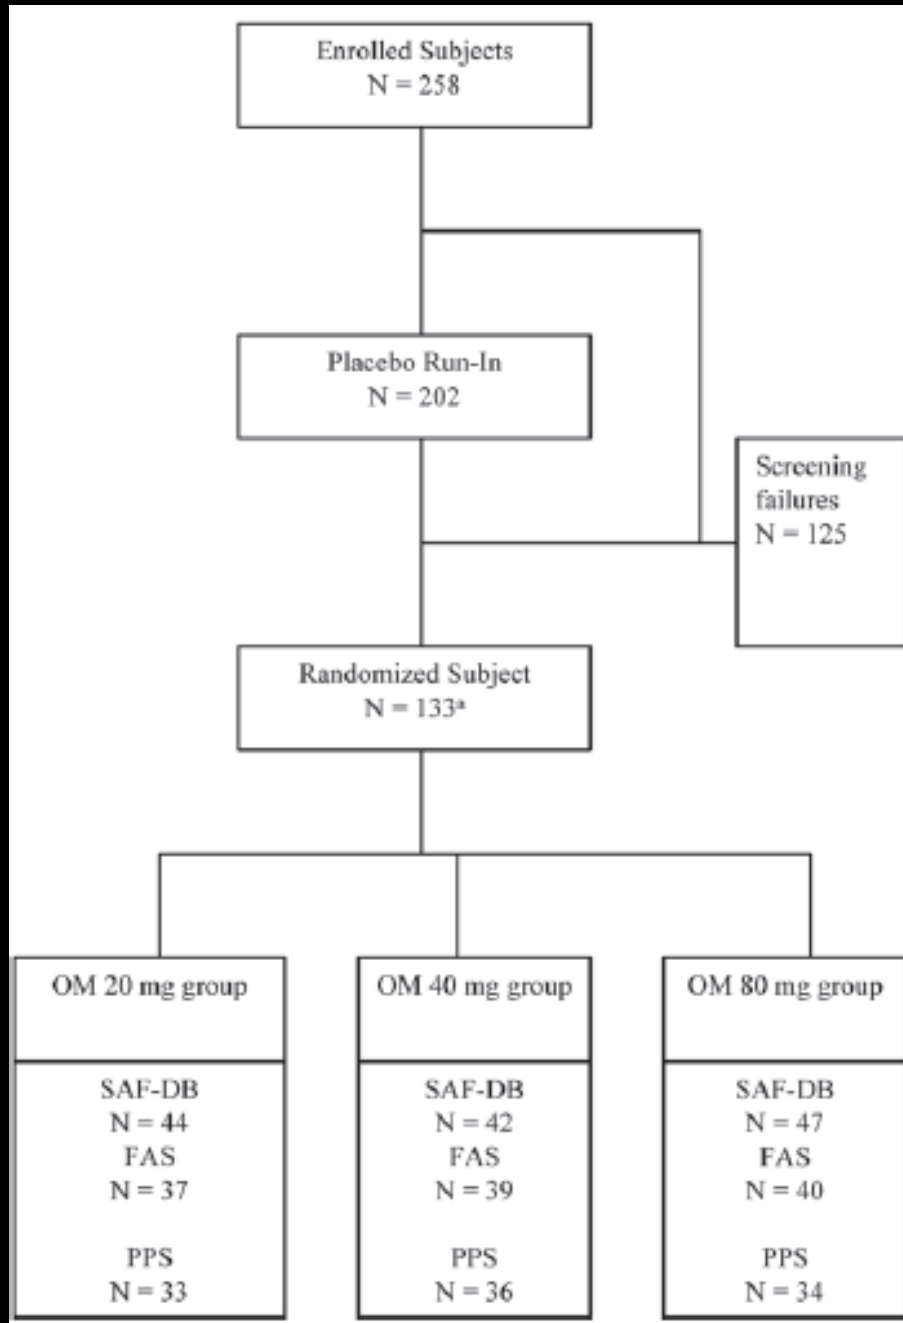 Enrolled Subjects
N = 258
Placebo Run-In
N = 202
Screening
failures
N = 125
Randomized Subject
N = 133ᵃ
OM 20 mg group
SAF-DB
N = 44
FAS
N = 37
PPS
N = 33
OM 40 mg group
SAF-DB
N = 42
FAS
N = 39
PPS
N = 36
OM 80 mg group
SAF-DB
N = 47
FAS
N = 40
PPS
N = 34